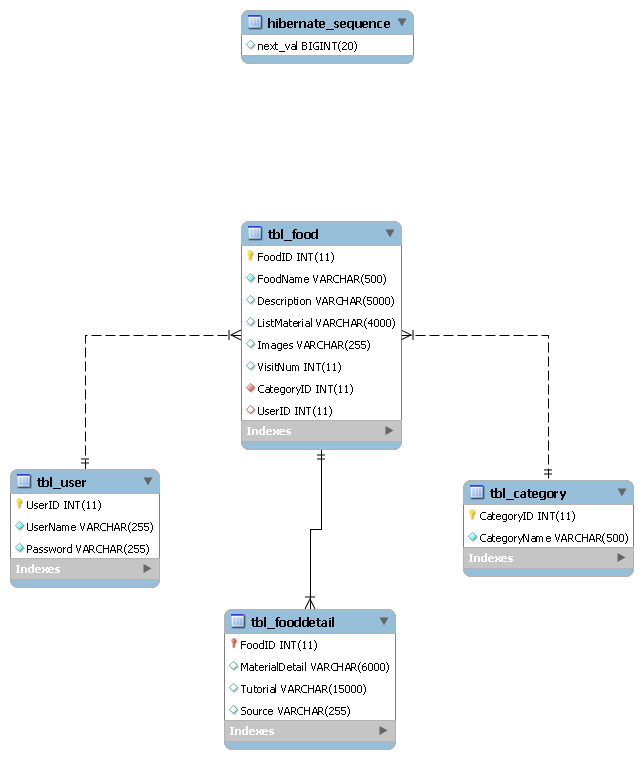 hibernate_sequence
next_val BIGINT(20)
tbl_food
FoodID INT(11)
FoodName VARCHAR(500)
Description VARCHAR(5000)
ListMaterial VARCHAR(4000)
Images VARCHAR(255)
VisitNum INT(11)
CategoryID INT(11)
UserID INT(11)
Indexes
tbl_user
UserID INT(11)
UserName VARCHAR(255)
Password VARCHAR(255)
Indexes
tbl_category
CategoryID INT(11)
CategoryName VARCHAR(500)
Indexes
tbl_fooddetail
FoodID INT(11)
MaterialDetail VARCHAR(6000)
Tutorial VARCHAR(15000)
Source VARCHAR(255)
Indexes